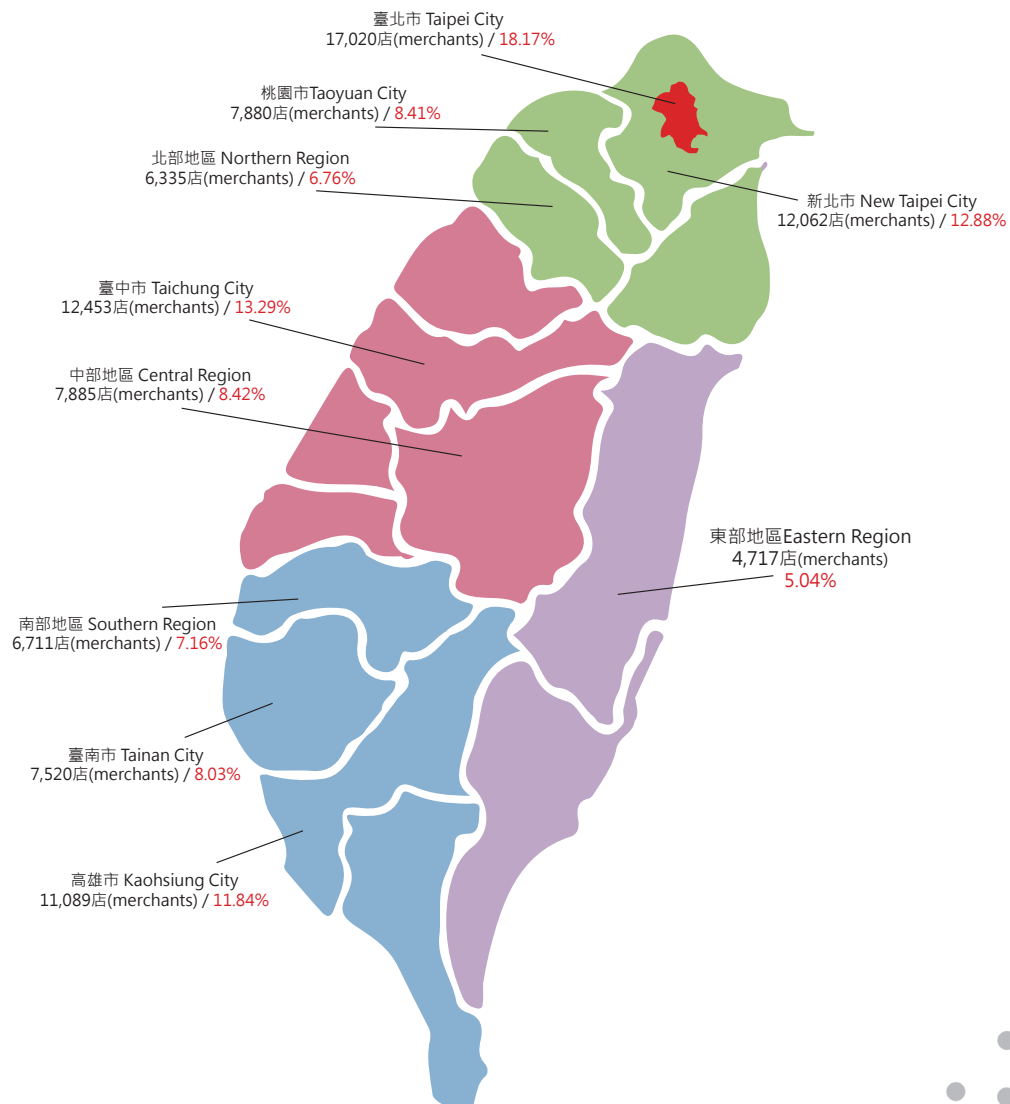 臺北市 Taipei City
17,020店(merchants) / 18.17%
桃園市Taoyuan City
7,880店(merchants) / 8.41%
北部地區 Northern Region
6,335店(merchants) / 6.76%
新北市 New Taipei City
12,062店(merchants) / 12.88%
臺中市 Taichung City
12,453店(merchants) / 13.29%
中部地區 Central Region
7,885店(merchants) / 8.42%
東部地區Eastern Region
4,717店(merchants)
5.04%
南部地區 Southern Region
6,711店(merchants) / 7.16%
臺南市 Tainan City
7,520店(merchants) / 8.03%
高雄市 Kaohsiung City
11,089店(merchants) / 11.84%